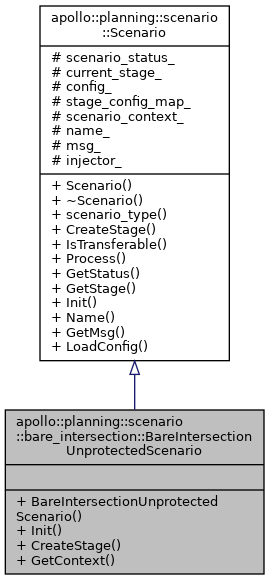 apollo::planning::scenario
::Scenario
# scenario_status_
# current_stage_
# config_
# stage_config_map_
# scenario_context_
# name_
# msg_
# injector_
+ Scenario()
+ ~Scenario()
+ scenario_type()
+ CreateStage()
+ IsTransferable()
+ Process()
+ GetStatus()
+ GetStage()
+ Init()
+ Name()
+ GetMsg()
+ LoadConfig()
apollo::planning::scenario
::bare_intersection::BareIntersection
UnprotectedScenario
+ BareIntersectionUnprotected
Scenario()
+ Init()
+ CreateStage()
+ GetContext()